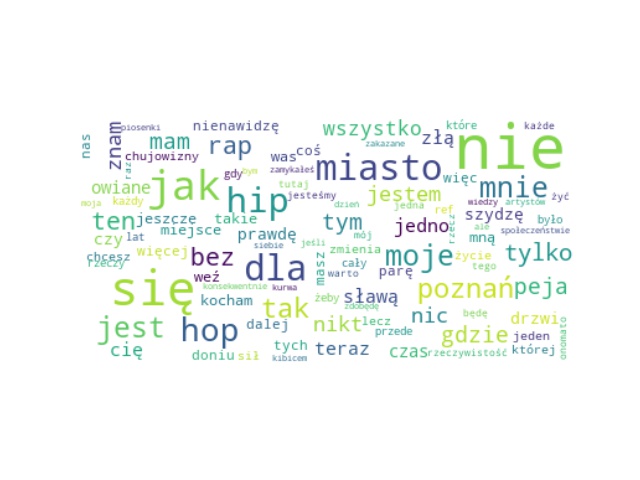 piosenki nienawidzę wszystko które każde
nas znam mam rap zakazane złą nie
chujowizny raz gdy bym was coś miasto
zamykałeś więc mnie
owiane jak hip tutaj jesteśmy jestem żyć
moja każdy dzień jedna ref wiedzy artystów
ten jeszcze takie tym jedno rzecz szydzę było
miejsce prawdę mój mną ale społeczeństwie
czy lat siebie jeśli
chcesz więcej bez zmienia moje życie tylko
rzeczy weź dla masz cały parę tego
warto
się konsekwentnie kurwa poznań peja
kocham tak żeby sławą
zdobędę nic będę drzwi
jest hop dalej nikt lecz przede gdzie jeden onomato
cię doniu sił tych teraz czas rzeczywistość której
kibicem